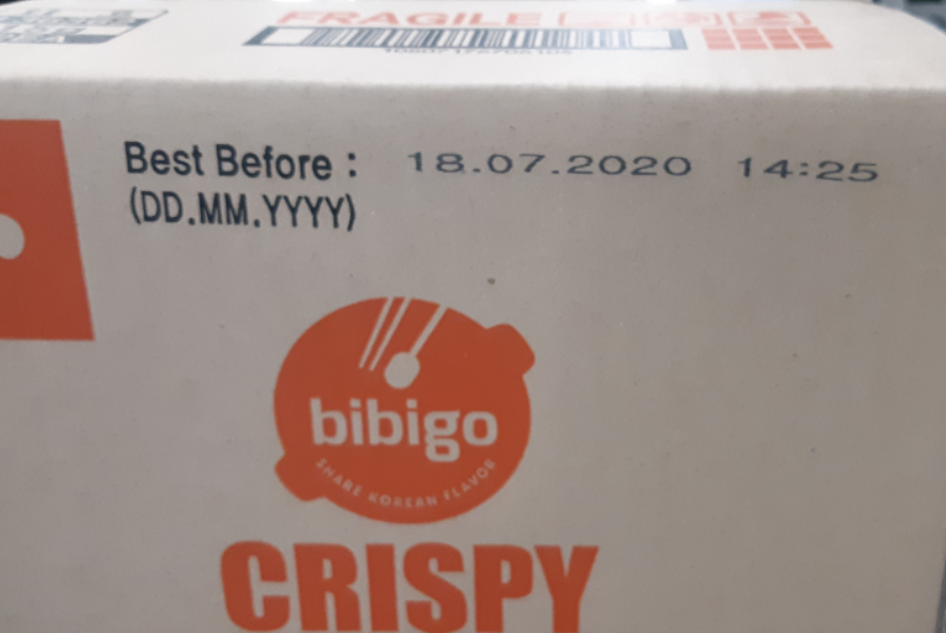 FRAGILE
Best Before : 18.07.2020 14:25
(DD.MM.YYYY)
bibigo
SHARE KOREAN FLAVOR
CRISPY